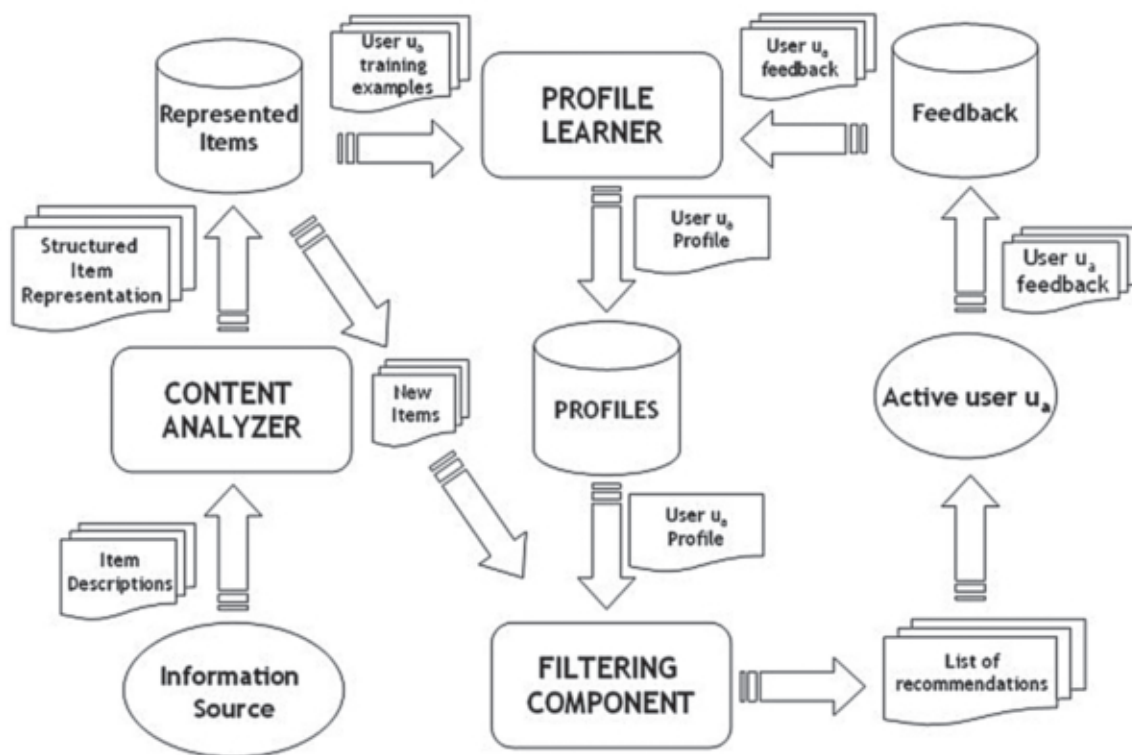 User uₐ
training
examples
User uₐ
feedback
Represented
Items
PROFILE
LEARNER
Feedback
Structured
Item
Representation
User uₐ
Profile
User uₐ
feedback
CONTENT
ANALYZER
New
Items
PROFILES
Active user uₐ
Item
Descriptions
User uₐ
Profile
Information
Source
FILTERING
COMPONENT
List of
recommendations